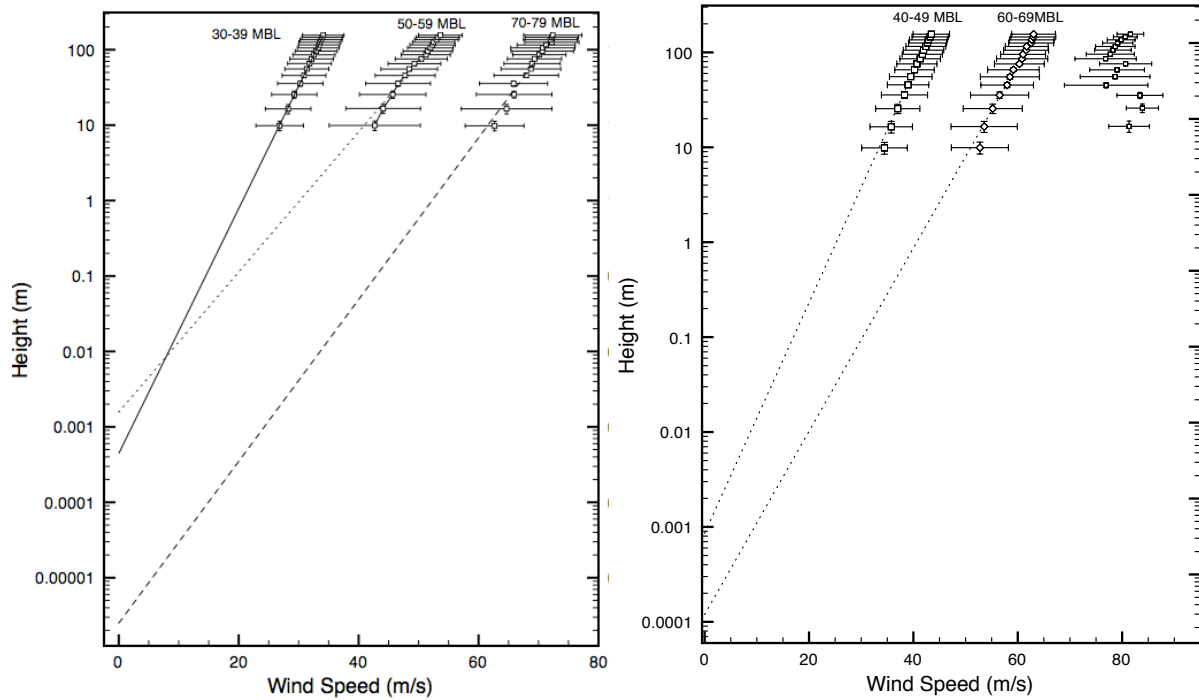 30-39 MBL
50-59 MBL
70-79 MBL
100
10
1
0.1
0.01
0.001
0.0001
0.00001
Height (m)
0
20
40
60
80
Wind Speed (m/s)
40-49 MBL
60-69MBL
100
10
1
0.1
0.01
0.001
0.0001
Height (m)
0
20
40
60
80
Wind Speed (m/s)